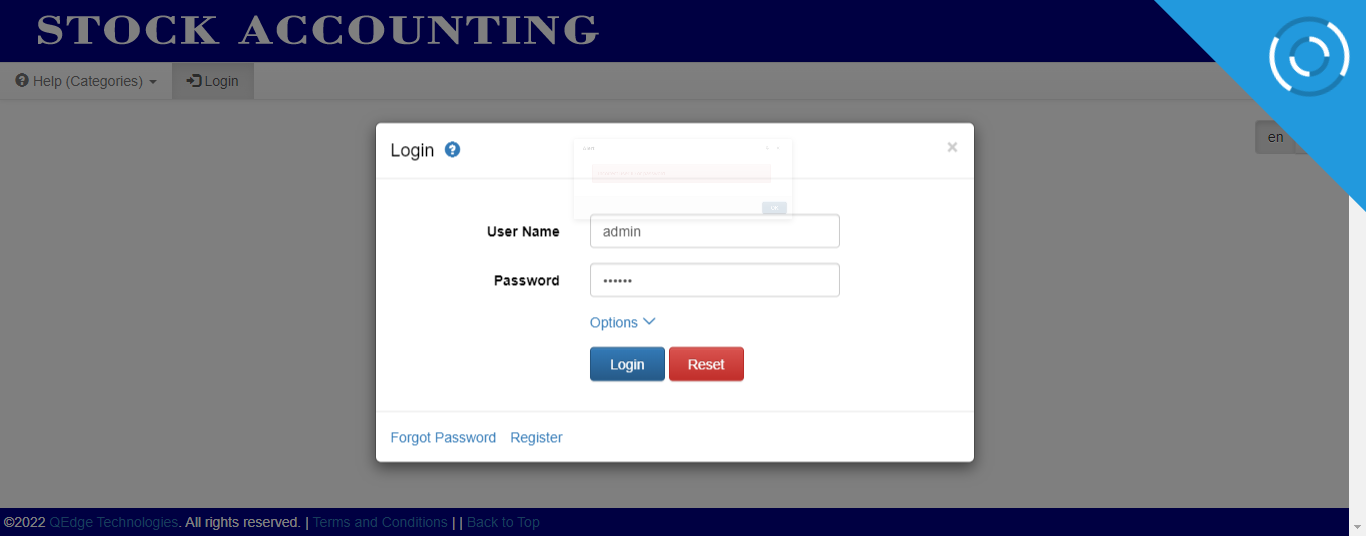 STOCK ACCOUNTING
Help (Categories) Login
en
Login
×
User Name admin
Password ••••••
Options
Login Reset
Forgot Password Register
©2022 QEdge Technologies. All rights reserved. | Terms and Conditions | | Back to Top